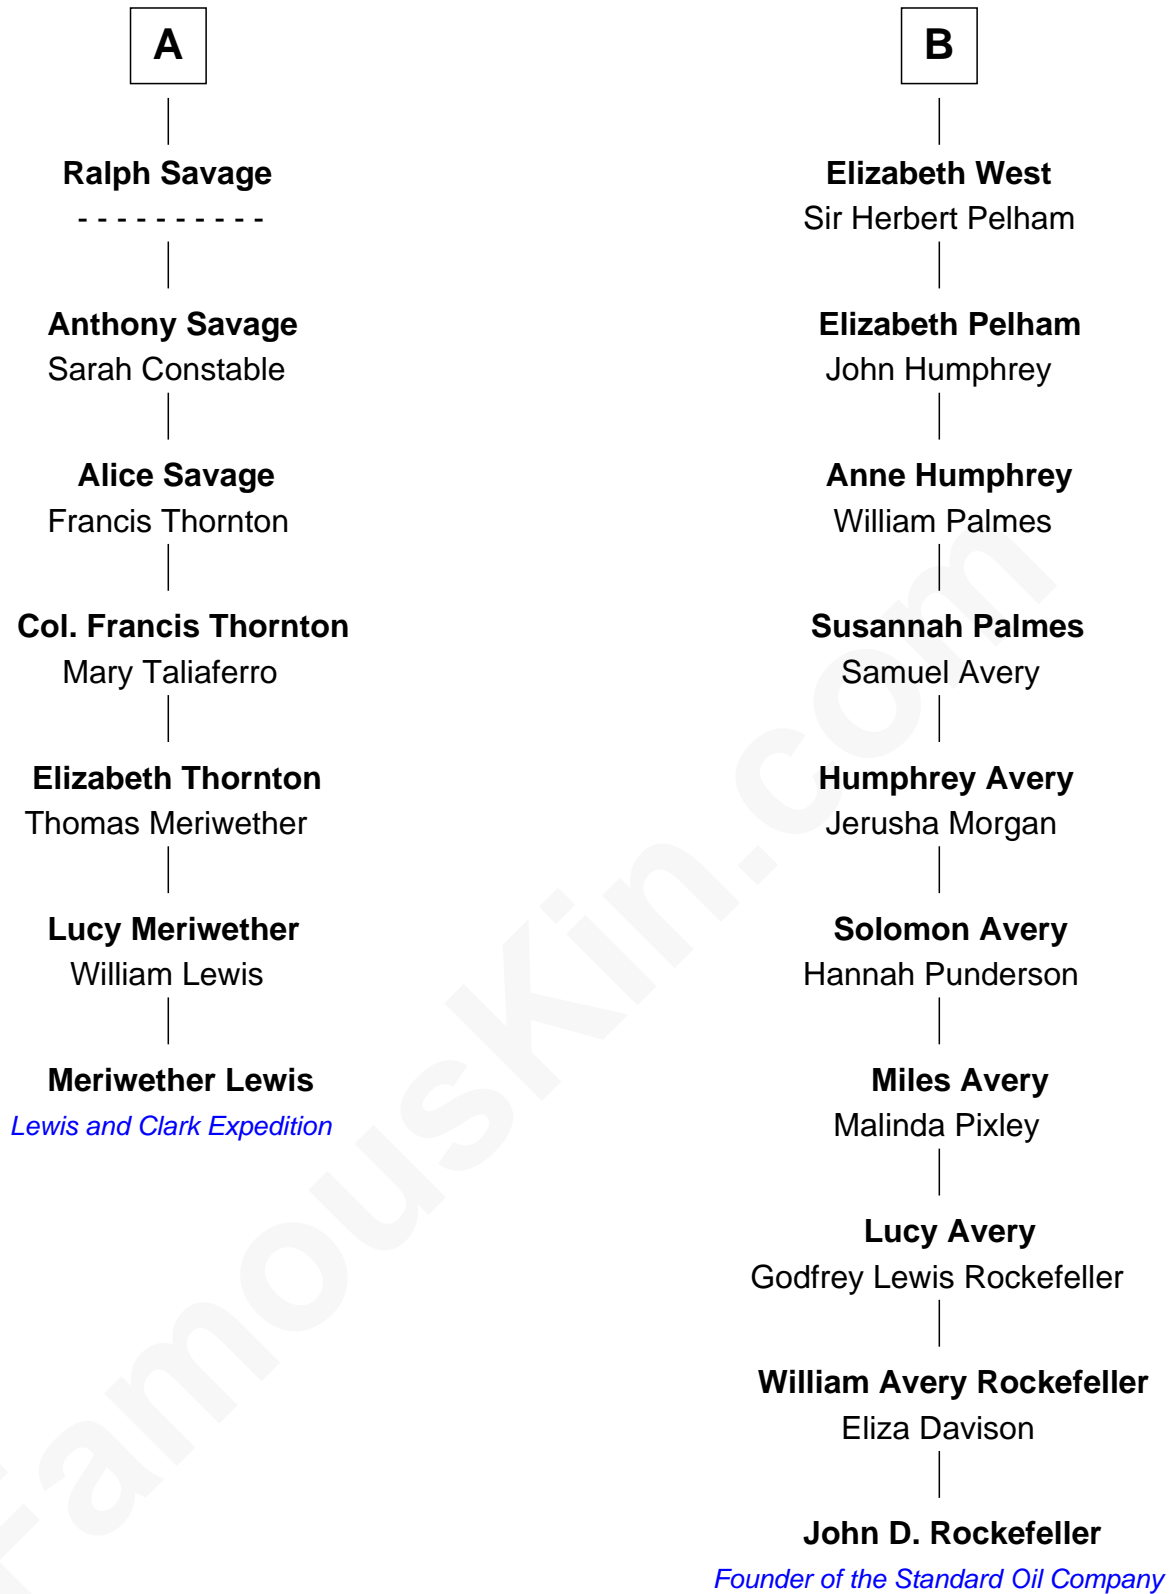 A
Ralph Savage
- - - - - - - - - -
Anthony Savage
Sarah Constable
Alice Savage
Francis Thornton
Col. Francis Thornton
Mary Taliaferro
Elizabeth Thornton
Thomas Meriwether
Lucy Meriwether
William Lewis
Meriwether Lewis
Lewis and Clark Expedition
B
Elizabeth West
Sir Herbert Pelham
Elizabeth Pelham
John Humphrey
Anne Humphrey
William Palmes
Susannah Palmes
Samuel Avery
Humphrey Avery
Jerusha Morgan
Solomon Avery
Hannah Punderson
Miles Avery
Malinda Pixley
Lucy Avery
Godfrey Lewis Rockefeller
William Avery Rockefeller
Eliza Davison
John D. Rockefeller
Founder of the Standard Oil Company
FamousKin.com